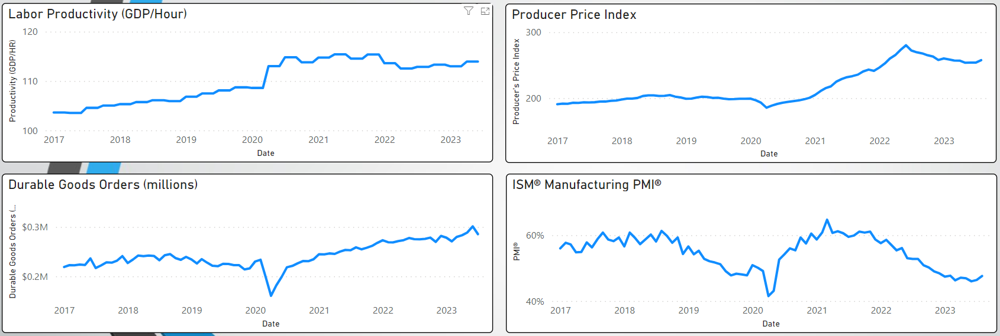 Labor Productivity (GDP/Hour)
120
110
100
Productivity (GDP/HR)
2017 2018 2019 2020 2021 2022 2023
Date
Producer Price Index
300
200
Producer's Price Index
2017 2018 2019 2020 2021 2022 2023
Date
Durable Goods Orders (millions)
$0.3M
$0.2M
Durable Goods Orders (...
2017 2018 2019 2020 2021 2022 2023
Date
ISM® Manufacturing PMI®
60%
40%
PMI®
2017 2018 2019 2020 2021 2022 2023
Date